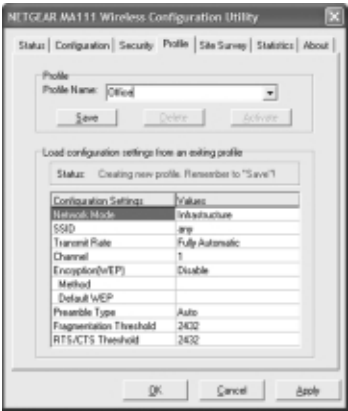 NETGEAR MA111 Wireless Configuration Utility
Status Configuration Security Profile Site Survey Statistics About
Profile
Profile Name: Office
Save Delete Activate
Load configuration settings from an exiting profile
Status: Creating new profile. Remember to "Save"!
Configuration Settings Values
Network Mode Infrastructure
SSID any
Transmit Rate Fully Automatic
Channel 1
Encryption(WEP) Disable
Method
Default WEP
Preamble Type Auto
Fragmentation Threshold 2432
RTS/CTS Threshold 2432
OK Cancel Apply